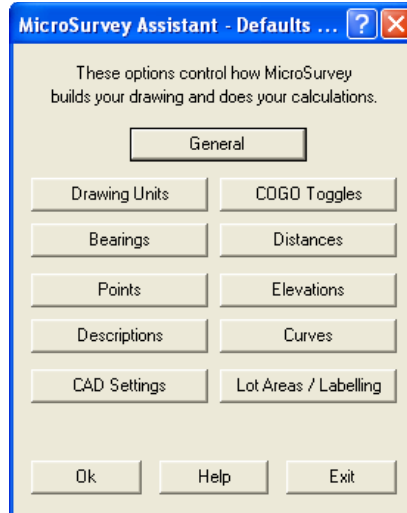 MicroSurvey Assistant - Defaults ...
These options control how MicroSurvey
builds your drawing and does your calculations.
General
Drawing Units COGO Toggles
Bearings Distances
Points Elevations
Descriptions Curves
CAD Settings Lot Areas / Labelling
Ok Help Exit